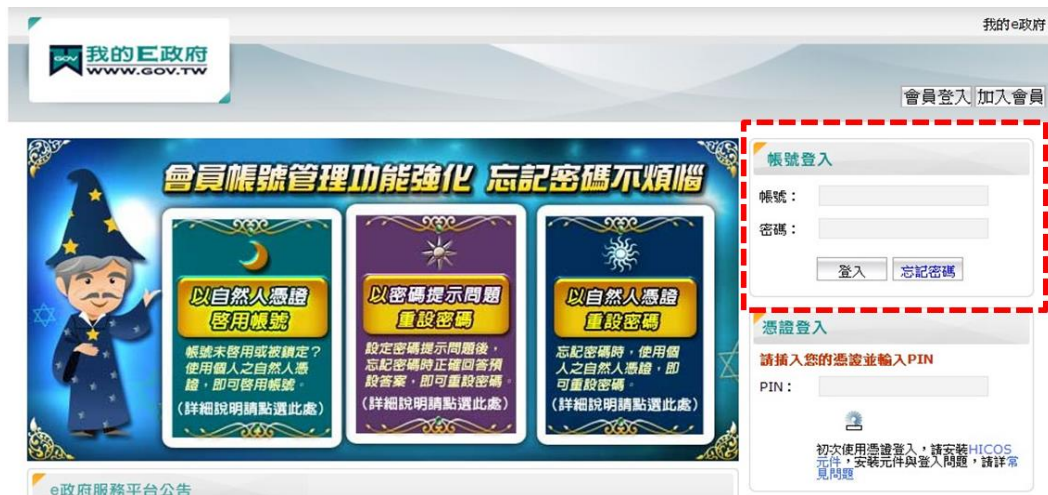 我的e政府
GOV 我的E政府
WWW.GOV.TW
會員登入 加入會員
會員帳號管理功能強化 忘記密碼不煩惱
以自然人憑證
啓用帳號
帳號未啓用或被鎖定？
使用個人之自然人憑
證，即可啓用帳號。
(詳細說明請點選此處)
以密碼提示問題
重設密碼
設定密碼提示問題後，
忘記密碼時正確回答預
設答案，即可重設密碼。
(詳細說明請點選此處)
以自然人憑證
重設密碼
忘記密碼時，使用個
人之自然人憑證，即
可重設密碼。
(詳細說明請點選此處)
帳號登入
帳號：
密碼：
登入 忘記密碼
憑證登入
請插入您的憑證並輸入PIN
PIN：
初次使用憑證登入，請安裝HICOS
元件，安裝元件與登入問題，請詳常
見問題
e政府服務平台公告